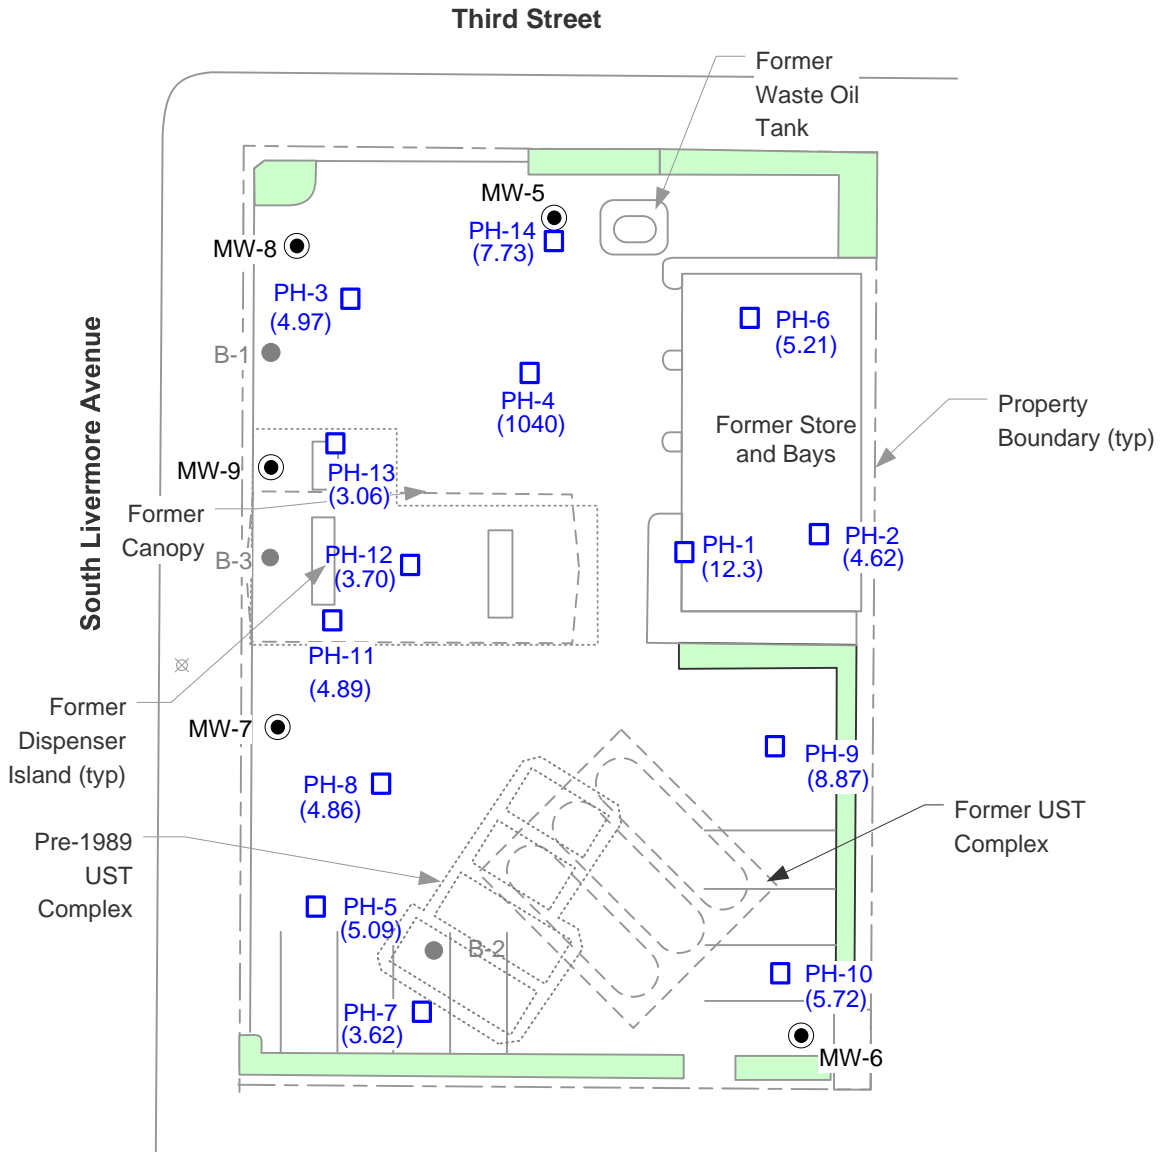 Third Street
Former
Waste Oil
Tank
MW-5
PH-14
(7.73)
MW-8
PH-3
(4.97)
PH-6
(5.21)
B-1
PH-4
(1040)
South Livermore Avenue
Property
Boundary (typ)
Former Store
and Bays
MW-9
PH-13
(3.06)
Former
Canopy
B-3
PH-12
(3.70)
PH-1
(12.3)
PH-2
(4.62)
PH-11
(4.89)
Former
Dispenser
Island (typ)
MW-7
PH-8
(4.86)
PH-9
(8.87)
Former UST
Complex
Pre-1989
UST
Complex
PH-5
(5.09)
B-2
PH-10
(5.72)
PH-7
(3.62)
MW-6